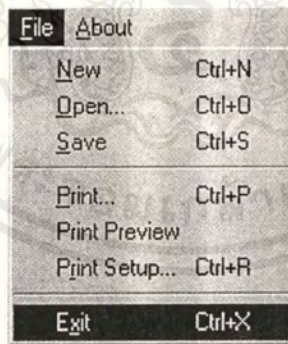 File About
New Ctrl+N
Open... Ctrl+O
Save Ctrl+S
Print... Ctrl+P
Print Preview
Print Setup... Ctrl+R
Exit Ctrl+X